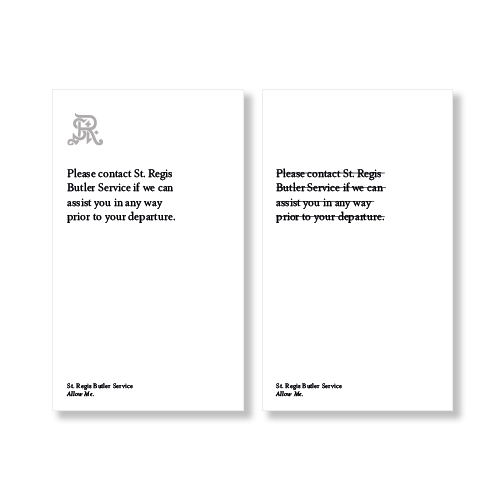 SR
Please contact St. Regis
Butler Service if we can
assist you in any way
prior to your departure.
St. Regis Butler Service
Allow Me.
Please contact St. Regis
Butler Service if we can
assist you in any way
prior to your departure.
St. Regis Butler Service
Allow Me.